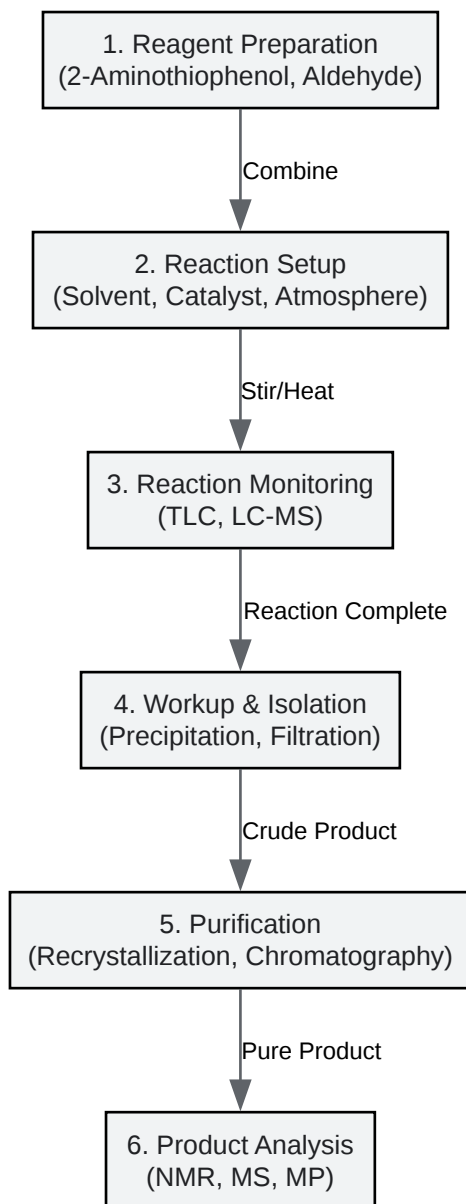 1. Reagent Preparation
(2-Aminothiophenol, Aldehyde)
Combine
2. Reaction Setup
(Solvent, Catalyst, Atmosphere)
Stir/Heat
3. Reaction Monitoring
(TLC, LC-MS)
Reaction Complete
4. Workup & Isolation
(Precipitation, Filtration)
Crude Product
5. Purification
(Recrystallization, Chromatography)
Pure Product
6. Product Analysis
(NMR, MS, MP)